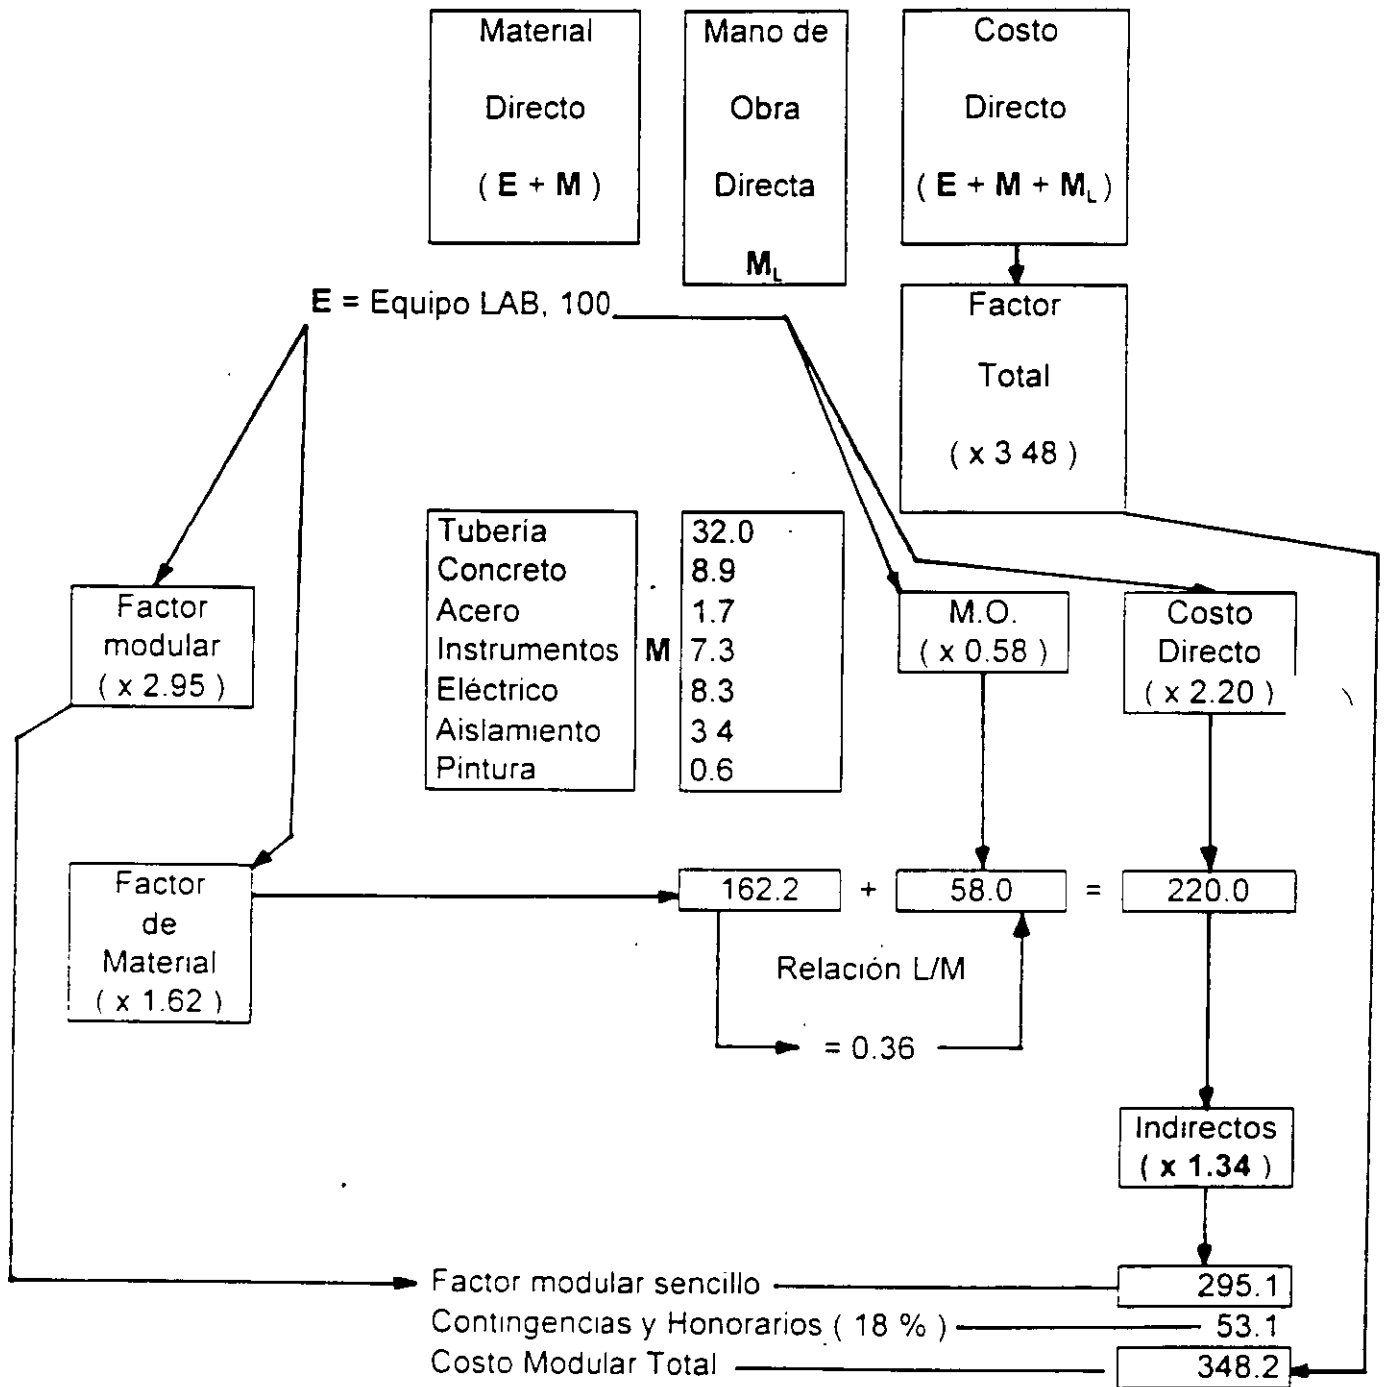 Material
Directo
( E + M )
Mano de
Obra
Directa
M_L
Costo
Directo
( E + M + M_L )
E = Equipo LAB, 100
Factor
Total
( x 3 48 )
Tubería
Concreto
Acero
Instrumentos
Eléctrico
Aislamiento
Pintura
M
32.0
8.9
1.7
7.3
8.3
3 4
0.6
Factor
modular
( x 2.95 )
M.O.
( x 0.58 )
Costo
Directo
( x 2.20 )
Factor
de
Material
( x 1.62 )
162.2 + 58.0 = 220.0
Relación L/M
= 0.36
Indirectos
( x 1.34 )
Factor modular sencillo 295.1
Contingencias y Honorarios ( 18 % ) 53.1
Costo Modular Total 348.2